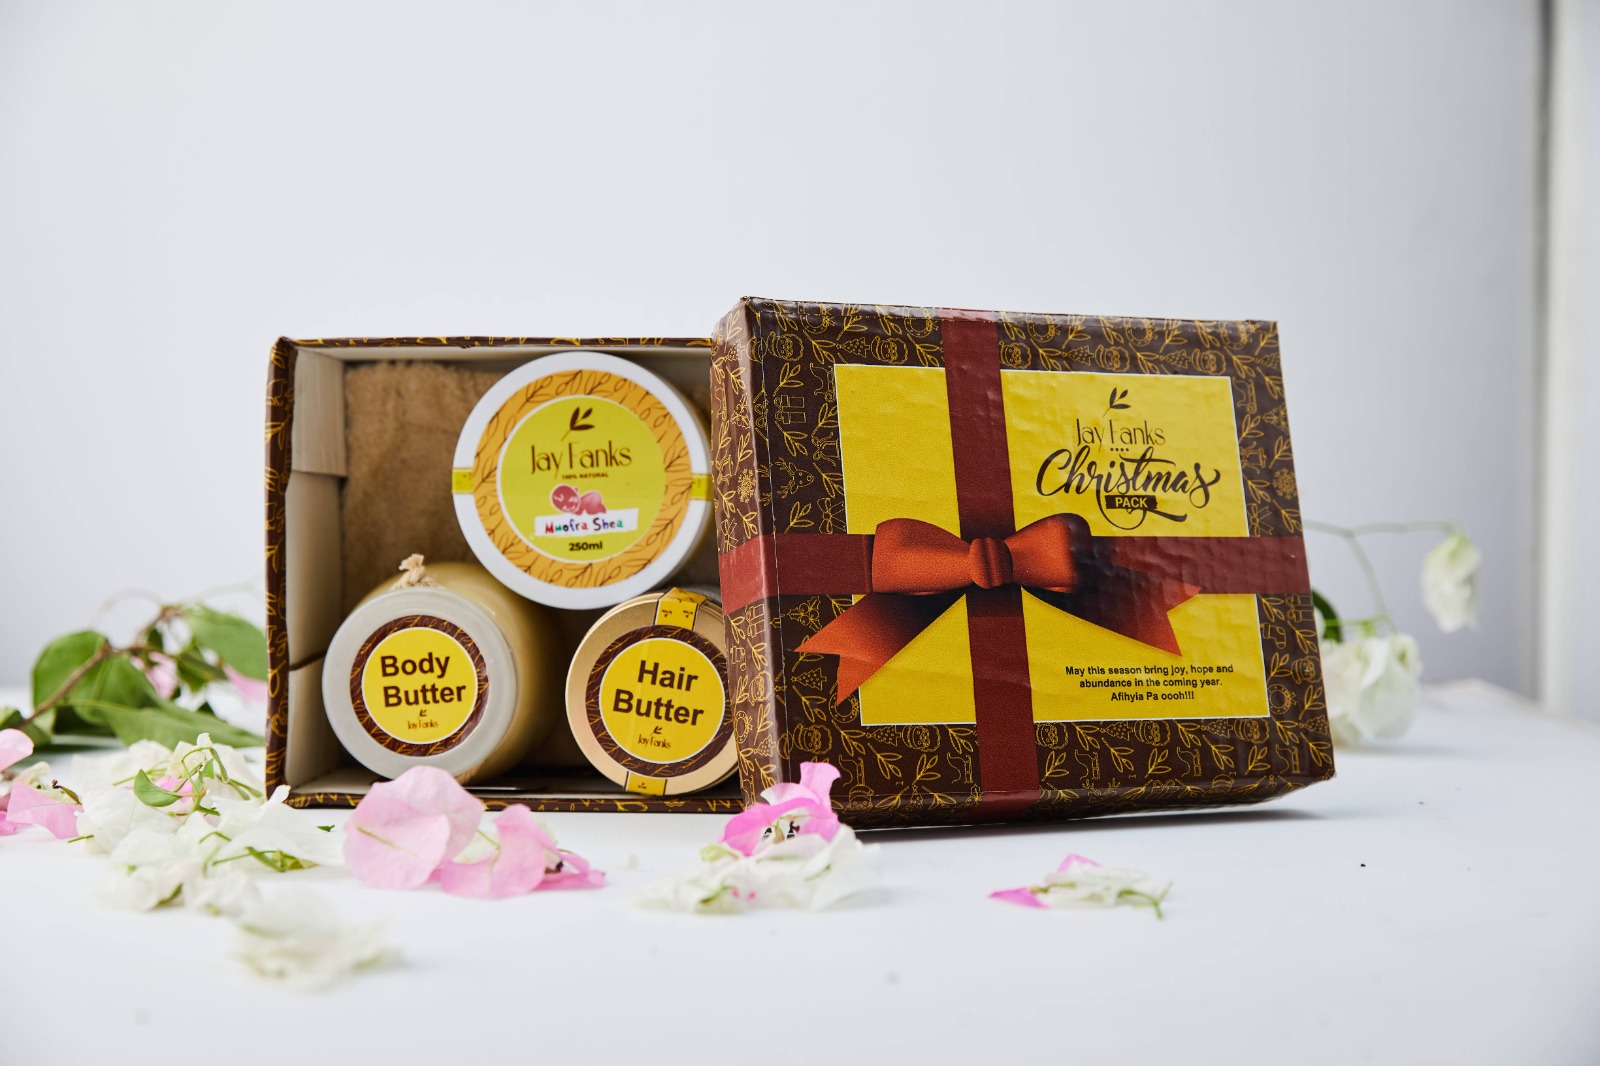 Jay Fanks
100% NATURAL
Muofra Shea
250ml
Body
Butter
Jay Fanks
Hair
Butter
Jay Fanks
Jay Fanks
Christmas
PACK
May this season bring joy, hope and
abundance in the coming year.
Afihyia Pa oooh!!!